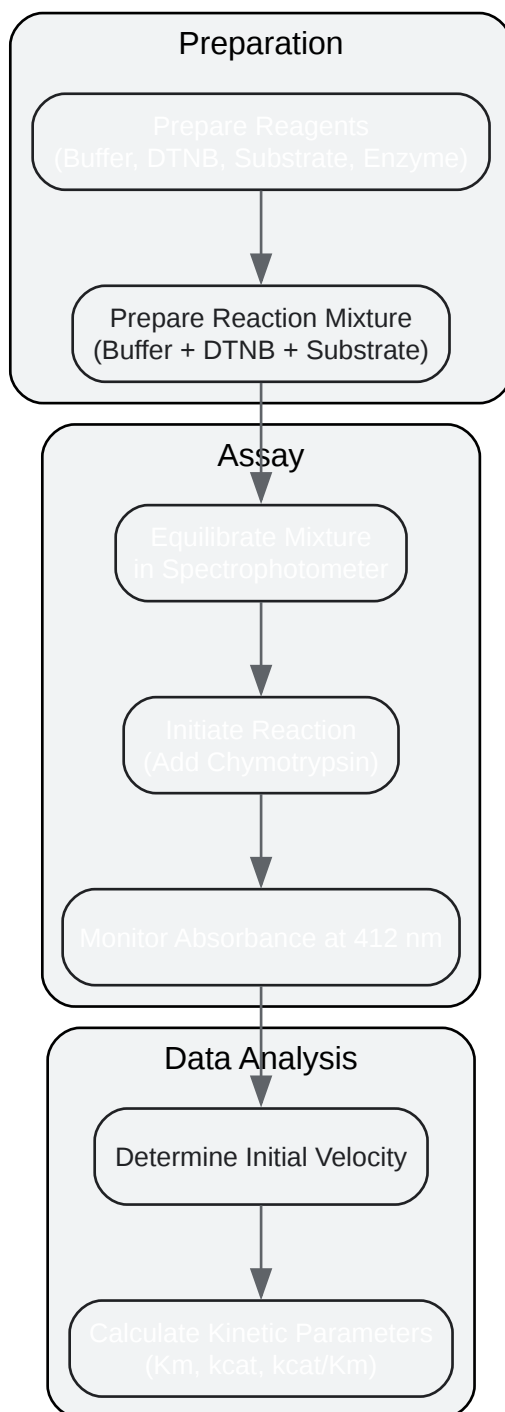 Preparation
Prepare Reagents
(Buffer, DTNB, Substrate, Enzyme)
Prepare Reaction Mixture
(Buffer + DTNB + Substrate)
Assay
Equilibrate Mixture
in Spectrophotometer
Initiate Reaction
(Add Chymotrypsin)
Monitor Absorbance at 412 nm
Data Analysis
Determine Initial Velocity
Calculate Kinetic Parameters
(Km, kcat, kcat/Km)